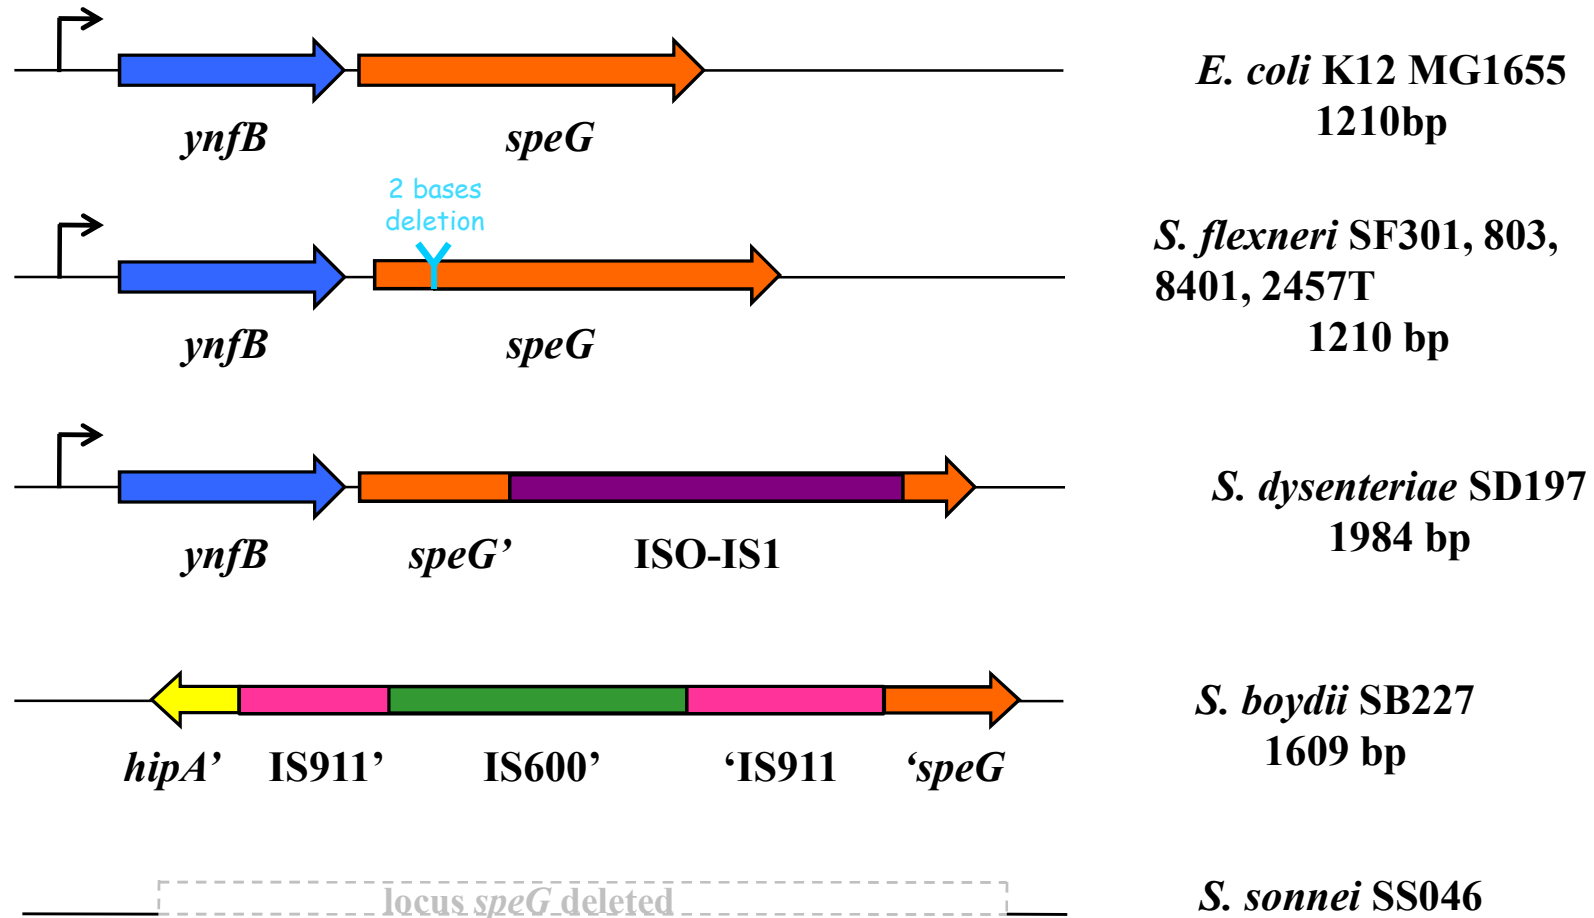 E. coli K12 MG1655
1210bp
ynfB
speG
2 bases
deletion
S. flexneri SF301, 803,
8401, 2457T
1210 bp
ynfB
speG
S. dysenteriae SD197
1984 bp
ynfB
speG’
ISO-IS1
S. boydii SB227
1609 bp
hipA’
IS911’
IS600’
‘IS911
‘speG
locus speG deleted
S. sonnei SS046